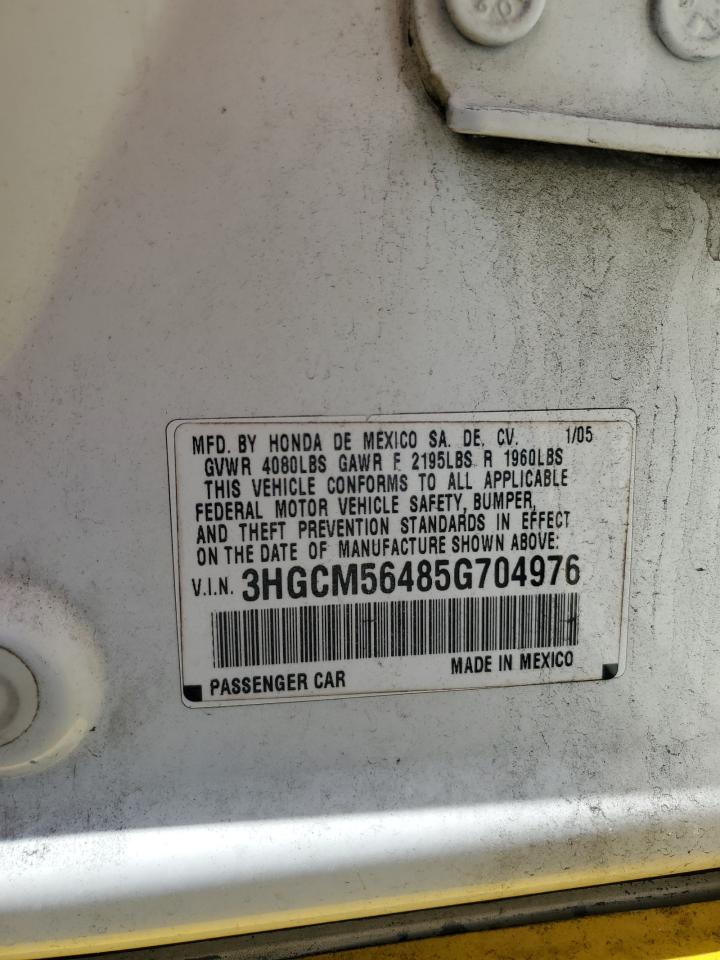 MFD. BY HONDA DE MEXICO SA. DE. CV. 1/05
GVWR 4080LBS GAWR F 2195LBS R 1960LBS
THIS VEHICLE CONFORMS TO ALL APPLICABLE
FEDERAL MOTOR VEHICLE SAFETY, BUMPER,
AND THEFT PREVENTION STANDARDS IN EFFECT
ON THE DATE OF MANUFACTURE SHOWN ABOVE:
V.I.N. 3HGCM56485G704976
PASSENGER CAR MADE IN MEXICO